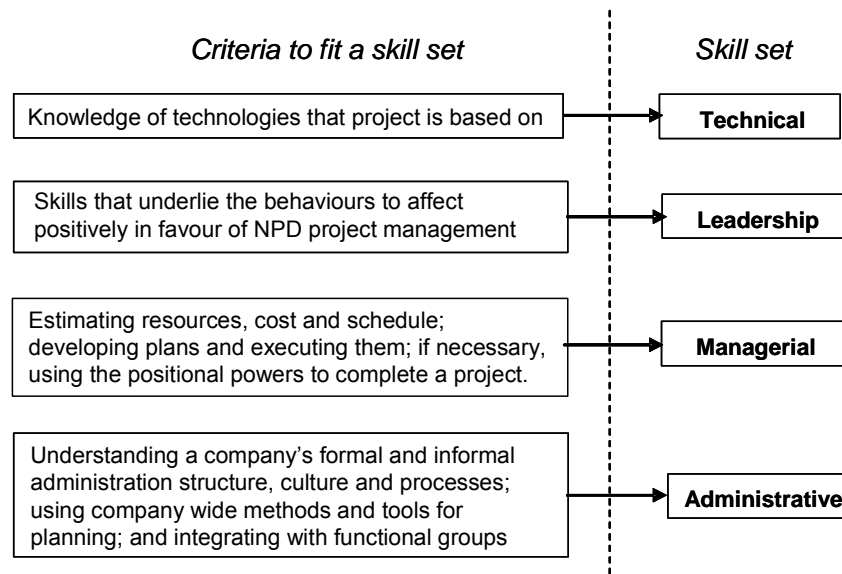 Criteria to fit a skill set
Skill set
Knowledge of technologies that project is based on
Technical
Skills that underlie the behaviours to affect
positively in favour of NPD project management
Leadership
Estimating resources, cost and schedule;
developing plans and executing them; if necessary,
using the positional powers to complete a project.
Managerial
Understanding a company's formal and informal
administration structure, culture and processes;
using company wide methods and tools for
planning; and integrating with functional groups
Administrative